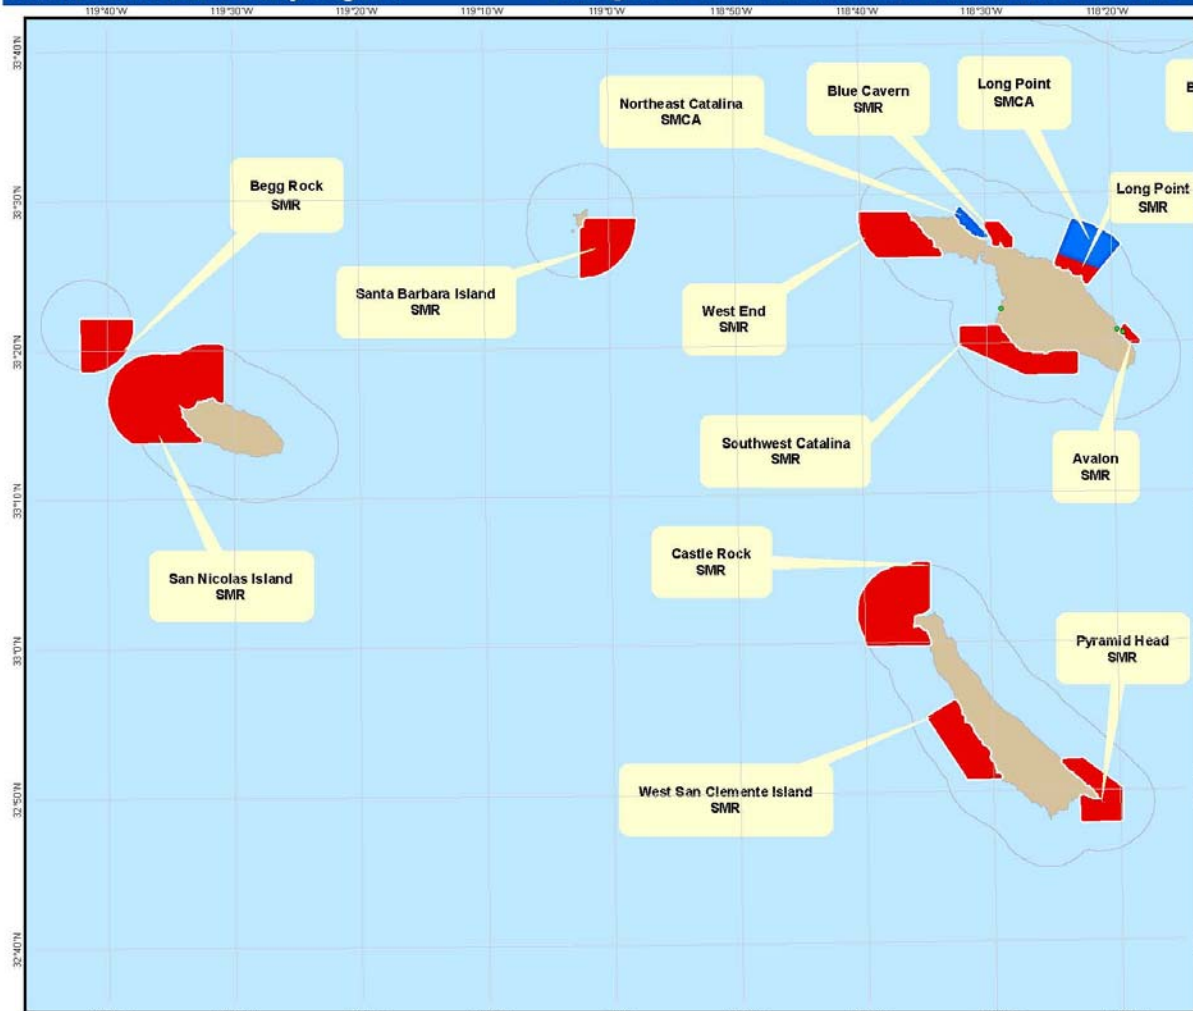 119°40'W
119°30'W
119°20'W
119°10'W
119°0'W
118°50'W
118°40'W
118°30'W
118°20'W
33°40'N
33°30'N
33°20'N
33°10'N
33°0'N
32°50'N
32°40'N
Northeast Catalina
SMCA
Blue Cavern
SMR
Long Point
SMCA
Begg Rock
SMR
Long Point
SMR
Santa Barbara Island
SMR
West End
SMR
Southwest Catalina
SMR
Avalon
SMR
San Nicolas Island
SMR
Castle Rock
SMR
Pyramid Head
SMR
West San Clemente Island
SMR